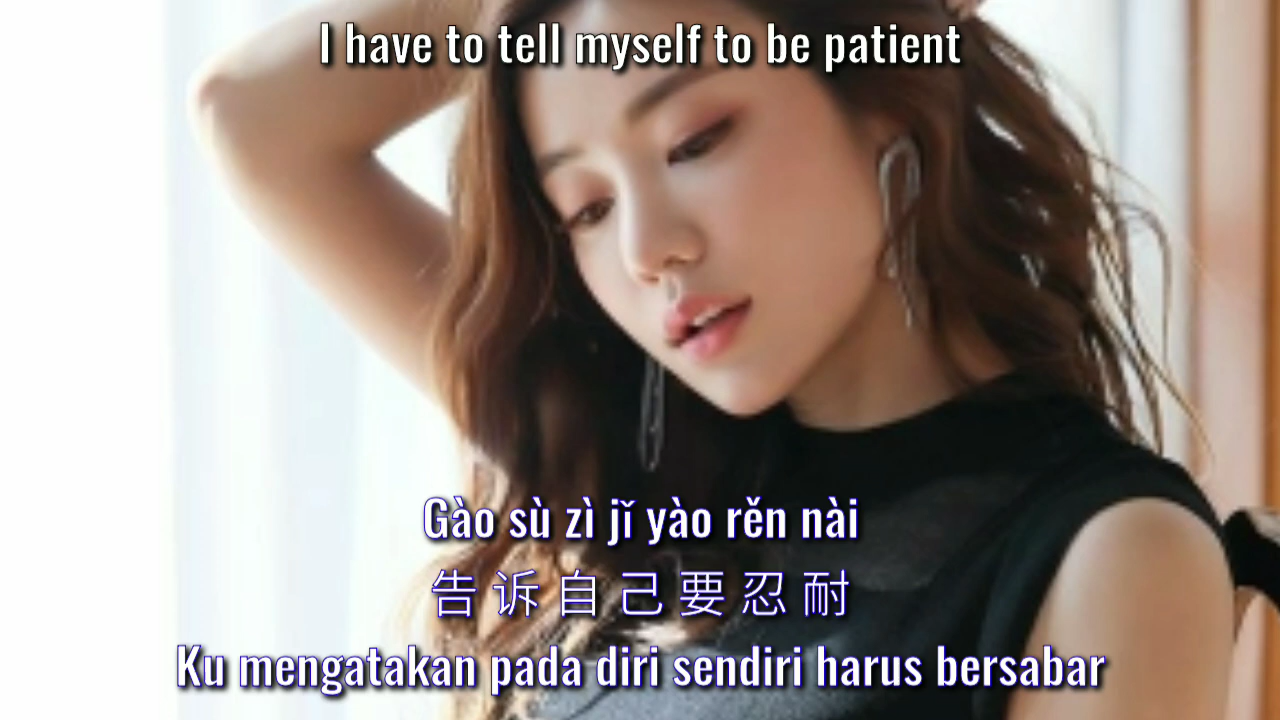 I have to tell myself to be patient
Gào sù zì jǐ yào rěn nài
告诉自己要忍耐
Ku mengatakan pada diri sendiri harus bersabar